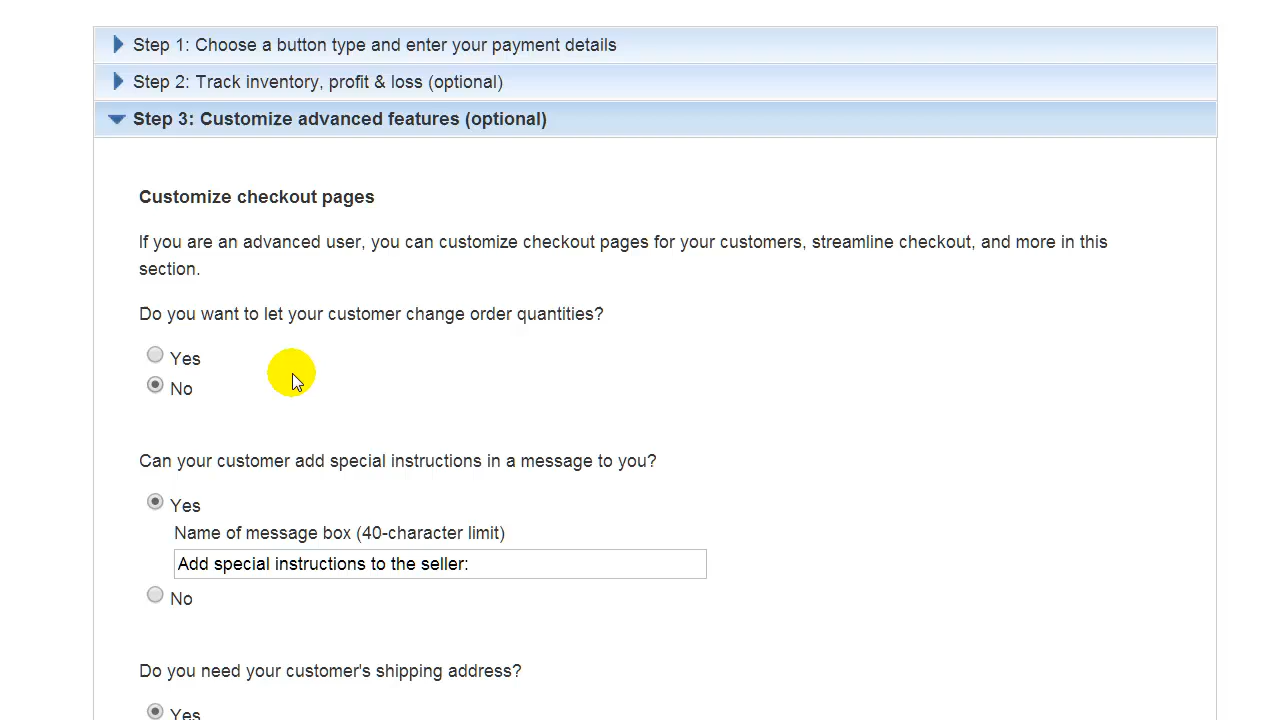 Step 1: Choose a button type and enter your payment details
Step 2: Track inventory, profit & loss (optional)
Step 3: Customize advanced features (optional)
Customize checkout pages
If you are an advanced user, you can customize checkout pages for your customers, streamline checkout, and more in this
section.
Do you want to let your customer change order quantities?
Yes
No
Can your customer add special instructions in a message to you?
Yes
Name of message box (40-character limit)
Add special instructions to the seller:
No
Do you need your customer's shipping address?
Yes